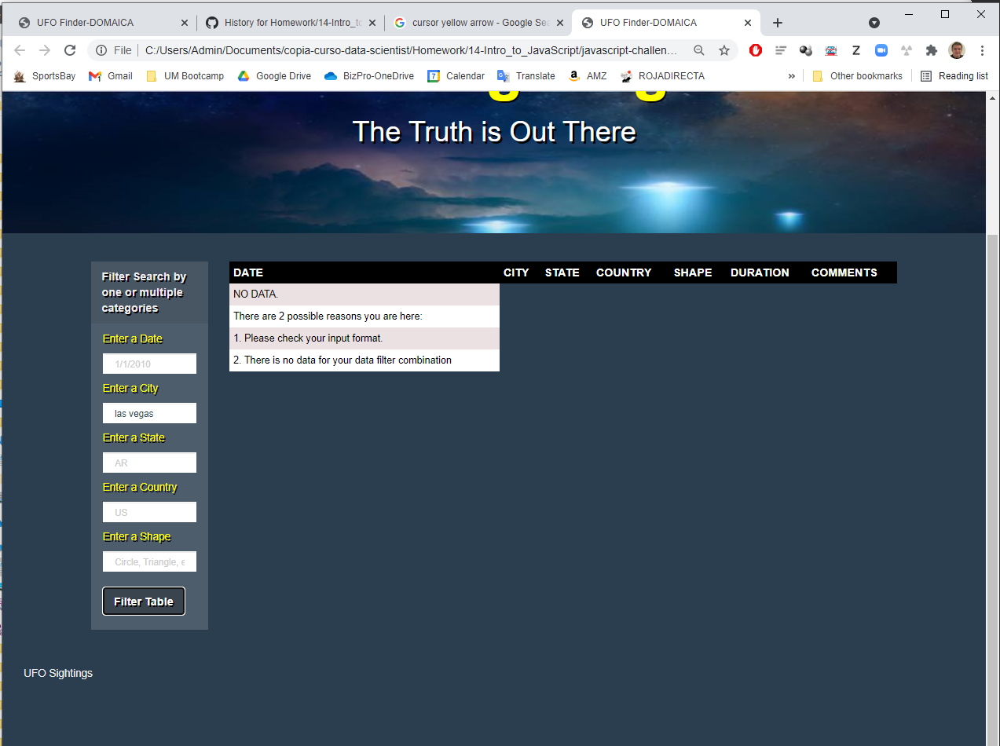 UFO Finder-DOMAICA
History for Homework/14-Intro_to
cursor yellow arrow - Google Sea
UFO Finder-DOMAICA
File
C:/Users/Admin/Documents/copia-curso-data-scientist/Homework/14-Intro_to_JavaScript/javascript-challen…
SportsBay
Gmail
UM Bootcamp
Google Drive
BizPro-OneDrive
7
Calendar
Translate
AMZ
ROJADIRECTA
»
Other bookmarks
Reading list
The Truth is Out There
Filter Search by
one or multiple
categories
Enter a Date
1/1/2010
Enter a City
las vegas
Enter a State
AR
Enter a Country
US
Enter a Shape
Circle, Triangle, e
Filter Table
DATE CITY STATE COUNTRY SHAPE DURATION COMMENTS
NO DATA.
There are 2 possible reasons you are here:
1. Please check your input format.
2. There is no data for your data filter combination
UFO Sightings